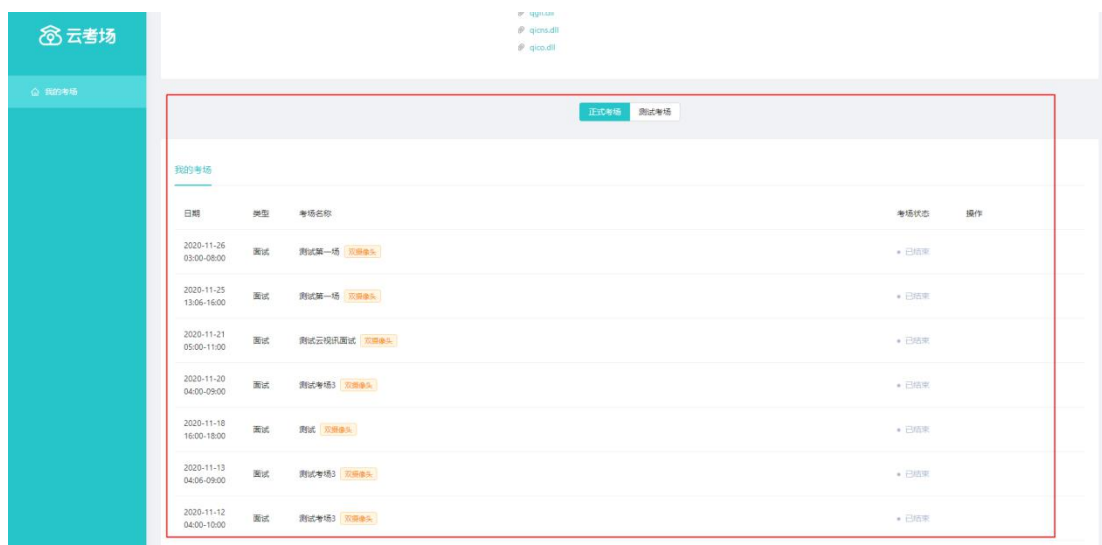 云考场
qicns.dll
qico.dll
我的考场
正式考场 测试考场
我的考场
日期 类型 考场名称 考场状态 操作
2020-11-26
03:00-08:00 面试 测试第一场 双摄像头 已结束
2020-11-25
13:06-16:00 面试 测试第一场 双摄像头 已结束
2020-11-21
05:00-11:00 面试 测试云视讯面试 双摄像头 已结束
2020-11-20
04:00-09:00 面试 测试考场3 双摄像头 已结束
2020-11-18
16:00-18:00 面试 测试 双摄像头 已结束
2020-11-13
04:06-09:00 面试 测试考场3 双摄像头 已结束
2020-11-12
04:00-10:00 面试 测试考场3 双摄像头 已结束